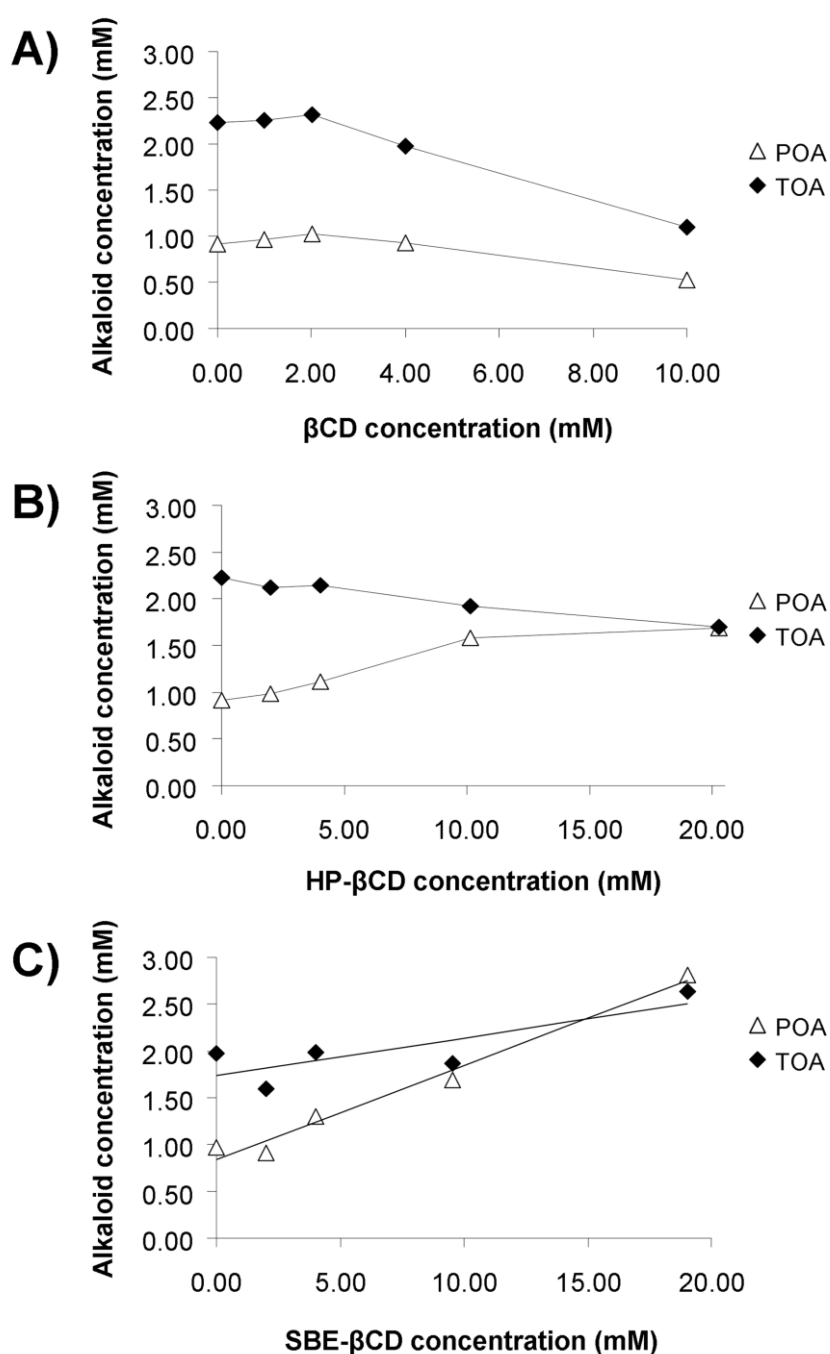 A)
Alkaloid concentration (mM)
3.00
2.50
2.00
1.50
1.00
0.50
0.00
0.00 2.00 4.00 6.00 8.00 10.00
βCD concentration (mM)
POA
TOA
B)
Alkaloid concentration (mM)
3.00
2.50
2.00
1.50
1.00
0.50
0.00
0.00 5.00 10.00 15.00 20.00
HP-βCD concentration (mM)
POA
TOA
C)
Alkaloid concentration (mM)
3.00
2.50
2.00
1.50
1.00
0.50
0.00
0.00 5.00 10.00 15.00 20.00
SBE-βCD concentration (mM)
POA
TOA